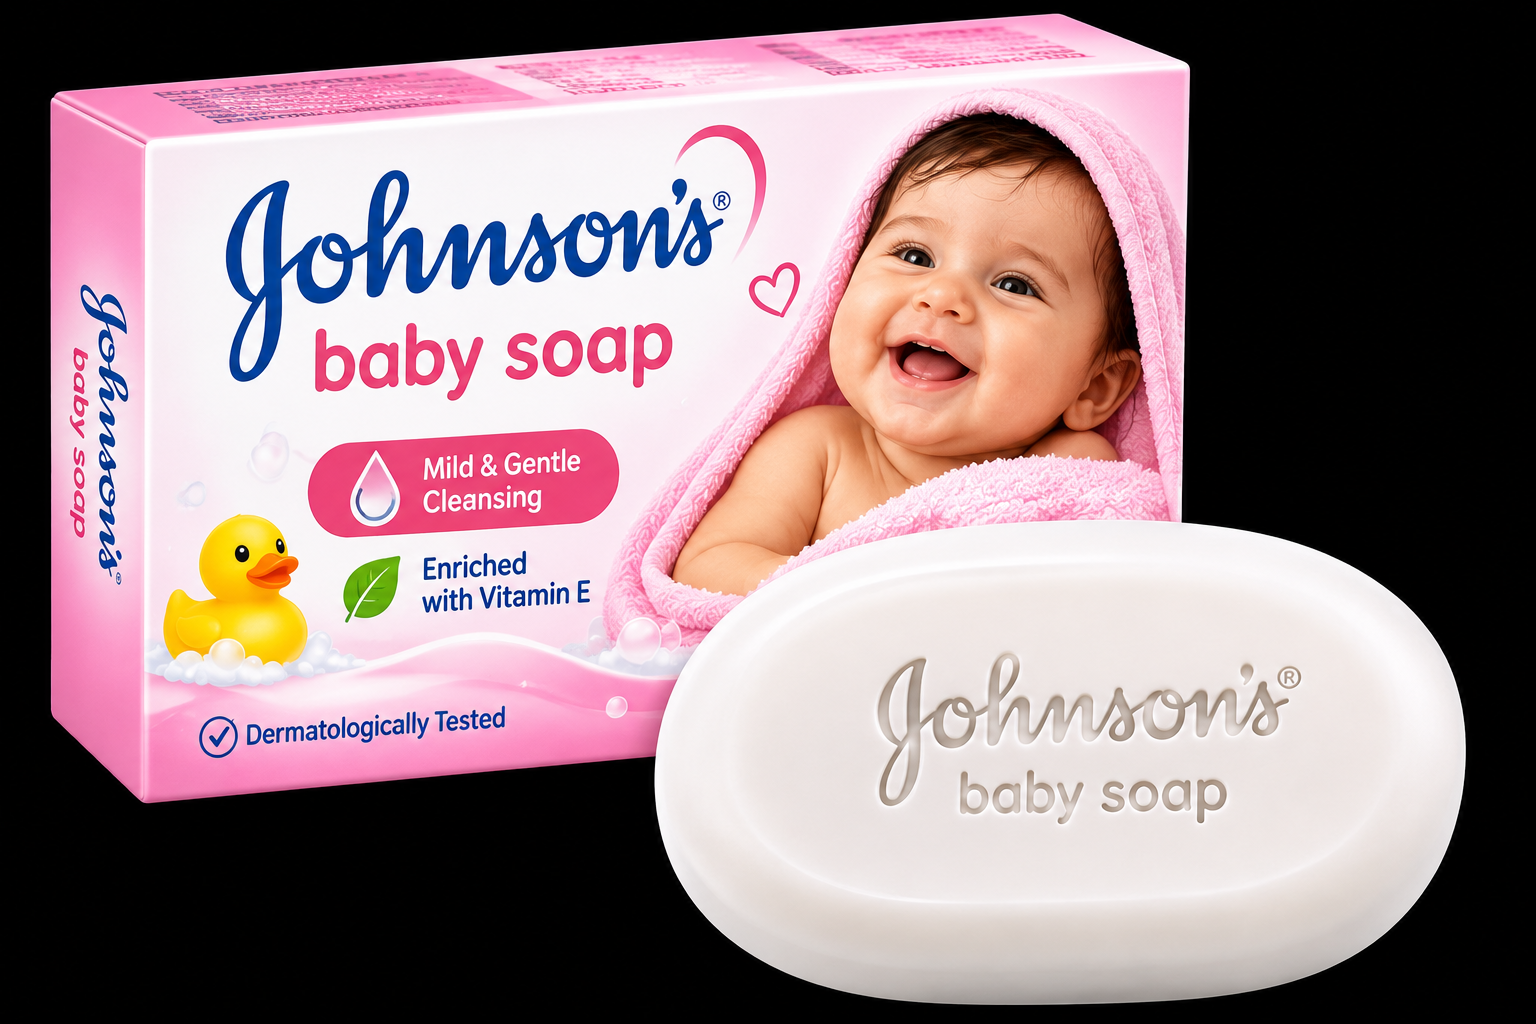 Johnson's®
baby soap
Mild & Gentle
Cleansing
Enriched
with Vitamin E
Dermatologically Tested
Johnson's®
baby soap
Johnson's®
baby soap